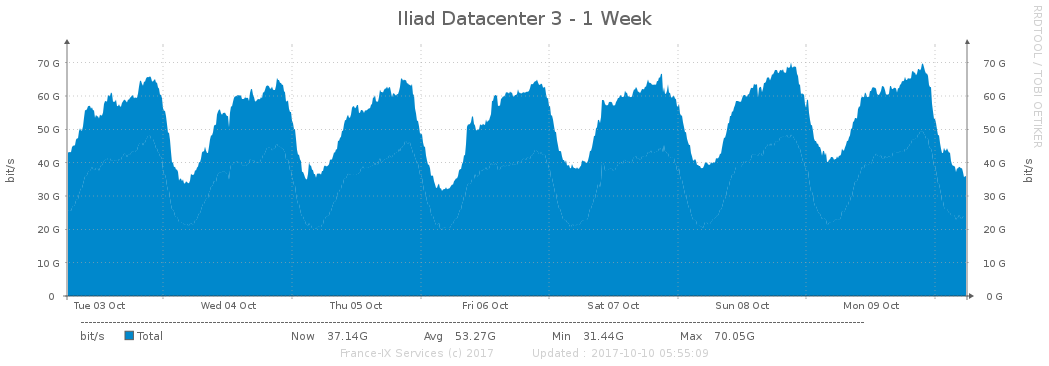 Iliad Datacenter 3 - 1 Week
RRDTOOL / TOBI OETIKER
bit/s
70 G
60 G
50 G
40 G
30 G
20 G
10 G
0
70 G
60 G
50 G
40 G
30 G
20 G
10 G
0 G
bit/s
Tue 03 Oct Wed 04 Oct Thu 05 Oct Fri 06 Oct Sat 07 Oct Sun 08 Oct Mon 09 Oct
bit/s Total Now 37.14G Avg 53.27G Min 31.44G Max 70.05G
France-IX Services (c) 2017 Updated : 2017-10-10 05:55:09